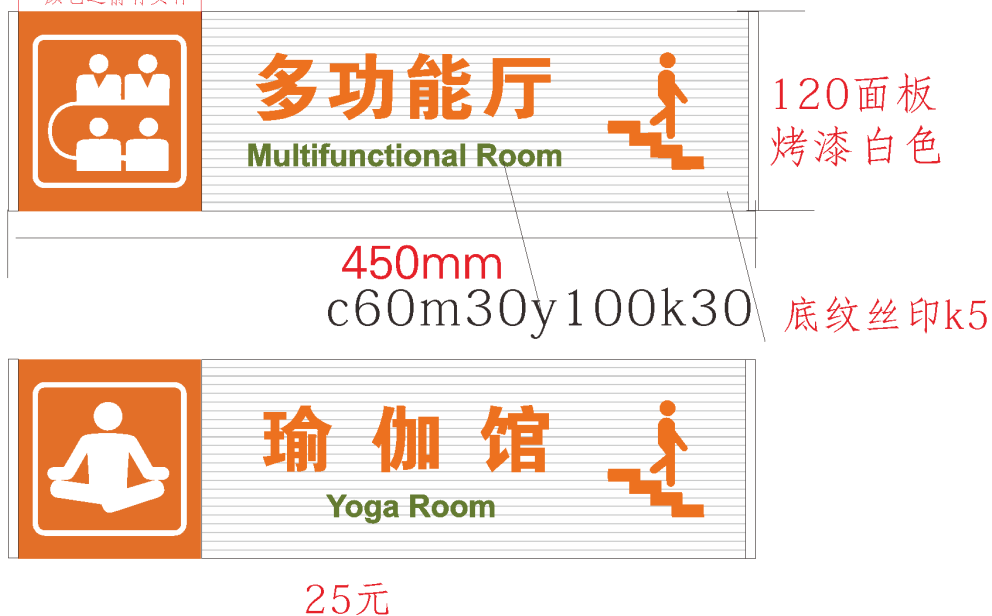 多功能厅
Multifunctional Room
120面板
烤漆白色
450mm
c60m30y100k30
底纹丝印k5
瑜伽馆
Yoga Room
25元